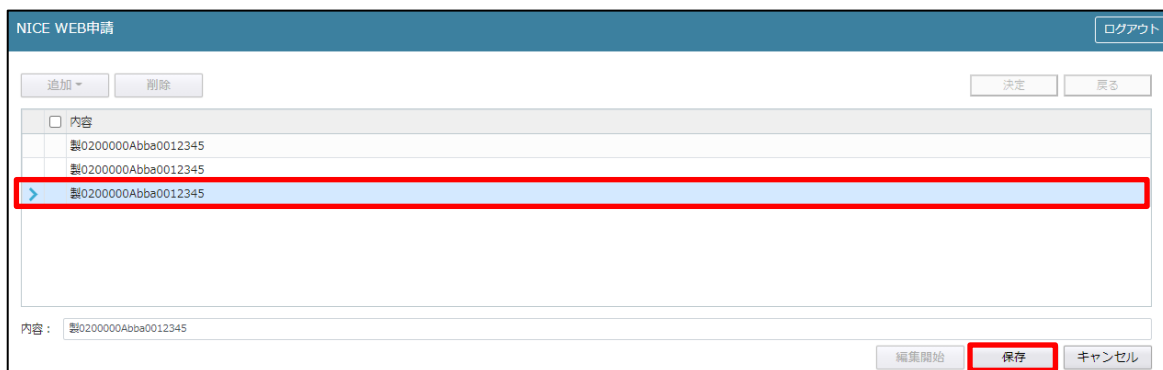 NICE WEB申請 ログアウト
追加 削除 決定 戻る
内容
製0200000Abba0012345
製0200000Abba0012345
製0200000Abba0012345
内容： 製0200000Abba0012345
編集開始 保存 キャンセル